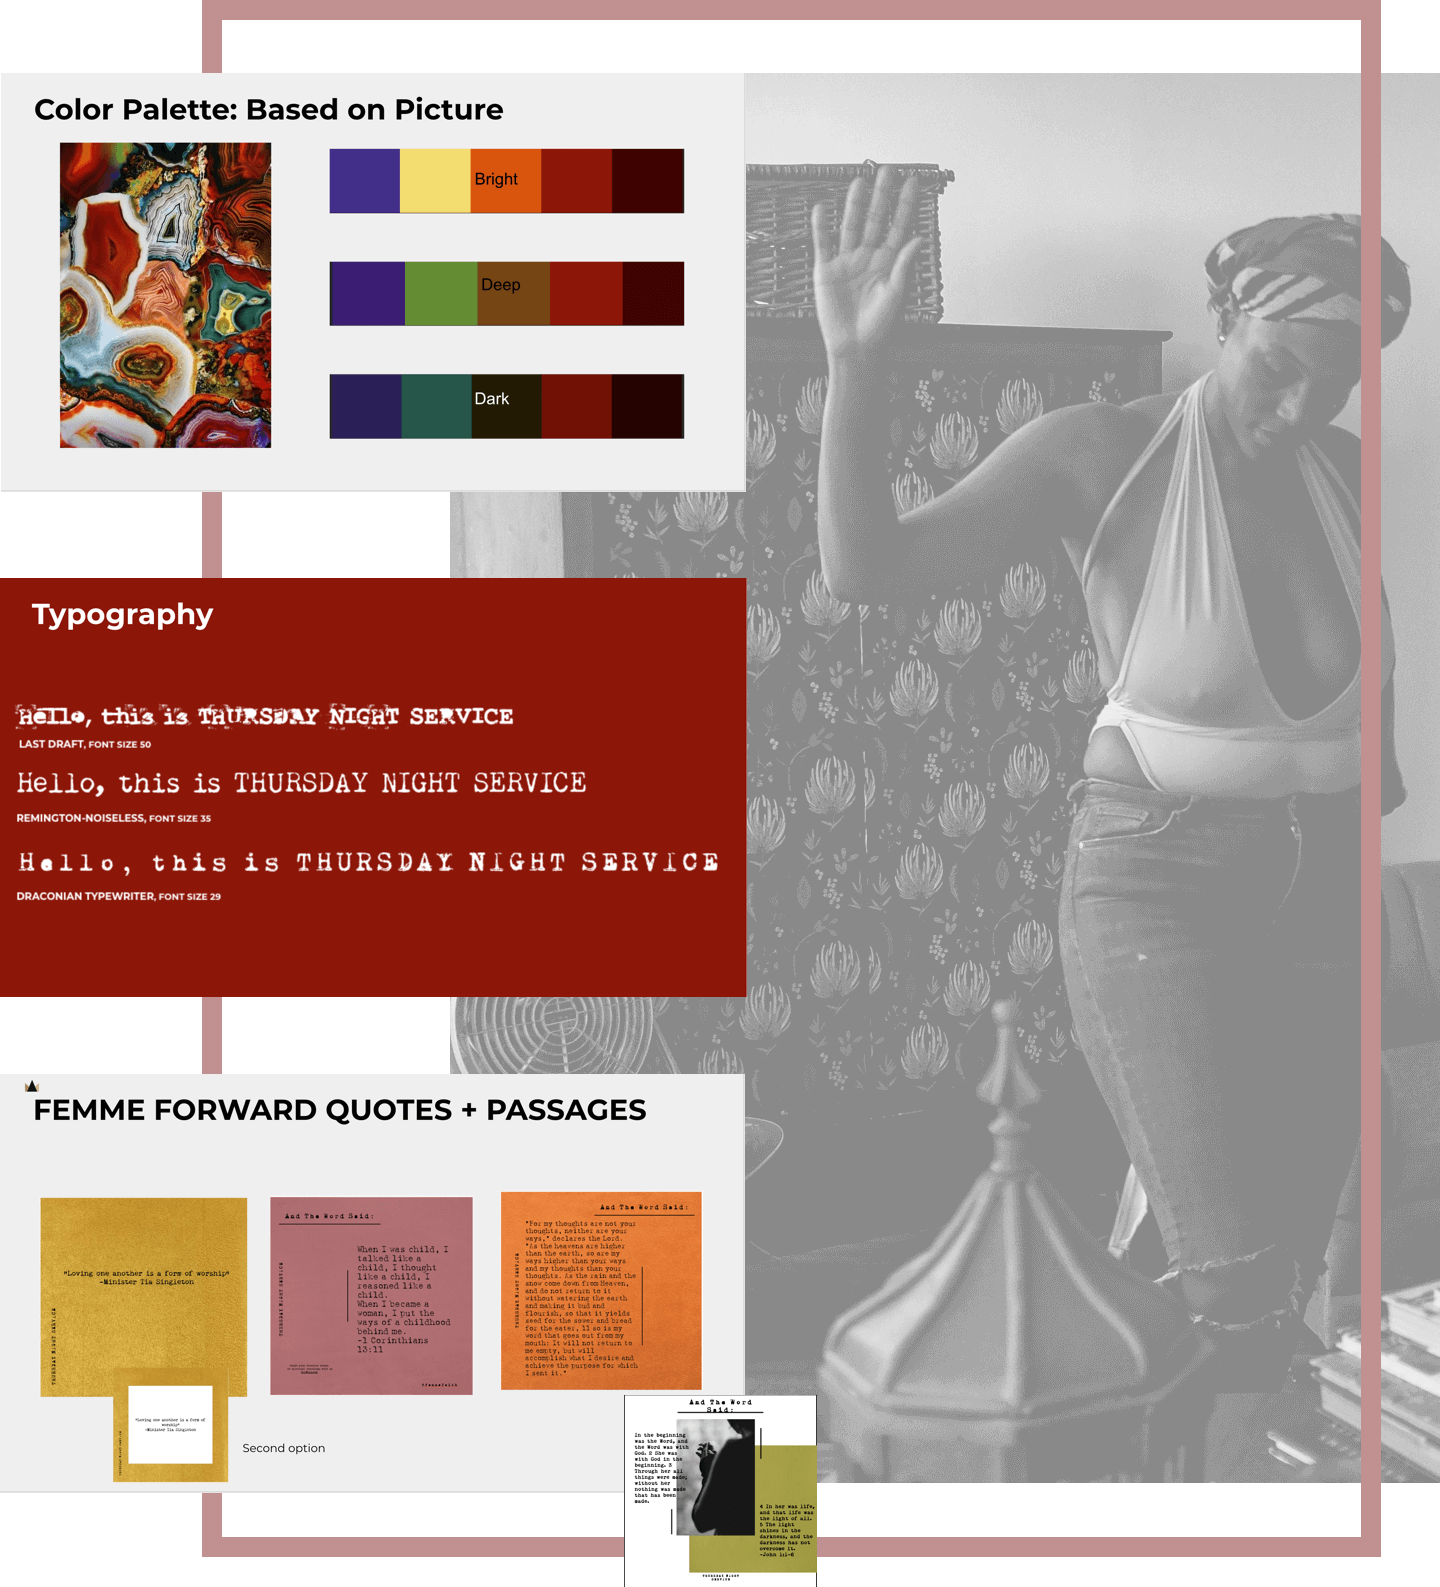 Color Palette: Based on Picture
Bright
Deep
Dark
Typography
Hello, this is THURSDAY NIGHT SERVICE
LAST DRAFT, FONT SIZE 50
Hello, this is THURSDAY NIGHT SERVICE
REMINGTON-NOISELESS, FONT SIZE 35
Hello, this is THURSDAY NIGHT SERVICE
DRACONIAN TYPEWRITER, FONT SIZE 29
FEMME FORWARD QUOTES + PASSAGES
"Loving one another is a form of worship"
-Minister Tia Singleton
THURSDAY NIGHT SERVICE
And The Word Said:
When I was child, I
talked like a
child, I thought
like a child, I
reasoned like a
child.
When I became a
woman, I put the
ways of a childhood
behind me.
-1 Corinthians
13:11
THURSDAY NIGHT SERVICE
And The Word Said:
"For my thoughts are not your
thoughts, neither are your
ways," declares the Lord.
"As the heavens are higher
than the earth, so are my
ways higher than your ways
and my thoughts than your
thoughts. As the rain and the
snow come down from Heaven,
and do not return to it
without watering the earth
and making it bud and
flourish, so that it yields
seed for the sower and bread
for the eater, 11 so is my
word that goes out from my
mouth: It will not return to
me empty, but will
accomplish what I desire and
achieve the purpose for which
I sent it."
THURSDAY NIGHT SERVICE
"Loving one another is a form of
worship"
-Minister Tia Singleton
THURSDAY NIGHT SERVICE
Second option
And The Word
Said:
In the beginning
was the Word, and
the Word was with
God. 2 She was
with God in the
beginning. 3
Through her all
things were made;
without her
nothing was made
that has been
made.
4 In her was life,
and that life was
the light of all.
5 The light
shines in the
darkness, and the
darkness has not
overcome it.
-John 1:1-6
THURSDAY NIGHT
SERVICE